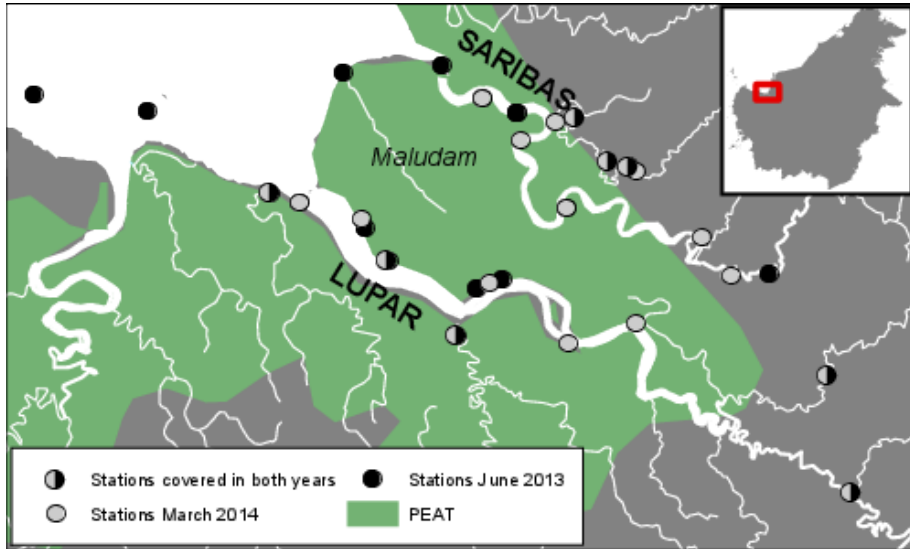 SARIBAS
Maludam
LUPAR
Stations covered in both years
Stations June 2013
Stations March 2014
PEAT